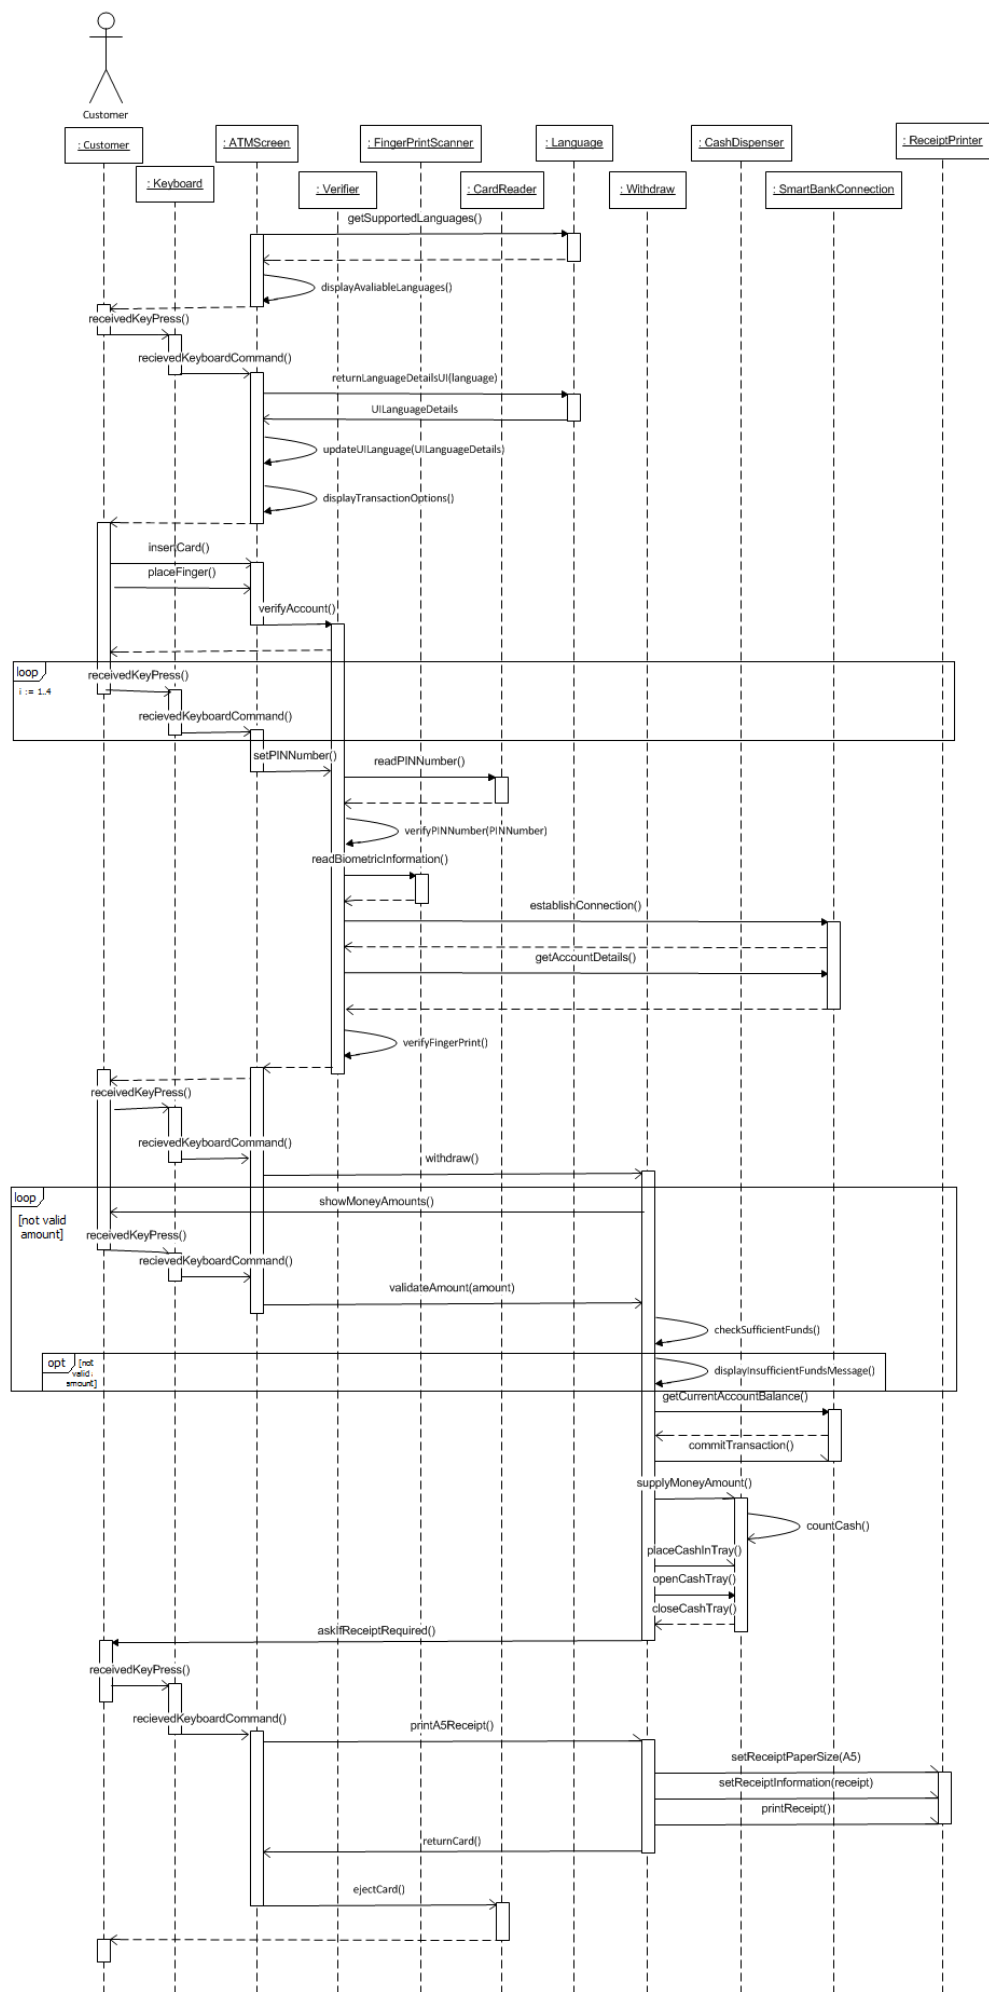 Customer
: Customer
: ATMScreen
: FingerPrintScanner
: Language
: CashDispenser
: ReceiptPrinter
: Keyboard
: Verifier
: CardReader
: Withdraw
: SmartBankConnection
getSupportedLanguages()
displayAvaliableLanguages()
receivedKeyPress()
recievedKeyboardCommand()
returnLanguageDetailsUI(language)
UILanguageDetails
updateUILanguage(UILanguageDetails)
displayTransactionOptions()
insertCard()
placeFinger()
verifyAccount()
loop
receivedKeyPress()
i := 1..4
recievedKeyboardCommand()
setPINNumber()
readPINNumber()
verifyPINNumber(PINNumber)
readBiometricInformation()
establishConnection()
getAccountDetails()
verifyFingerPrint()
receivedKeyPress()
recievedKeyboardCommand()
withdraw()
loop
showMoneyAmounts()
[not valid
amount]
receivedKeyPress()
recievedKeyboardCommand()
validateAmount(amount)
checkSufficientFunds()
opt
[not
valid
amount]
displayInsufficientFundsMessage()
getCurrentAccountBalance()
commitTransaction()
supplyMoneyAmount()
countCash()
placeCashInTray()
openCashTray()
closeCashTray()
askIfReceiptRequired()
receivedKeyPress()
recievedKeyboardCommand()
printA5Receipt()
setReceiptPaperSize(A5)
setReceiptInformation(receipt)
printReceipt()
returnCard()
ejectCard()